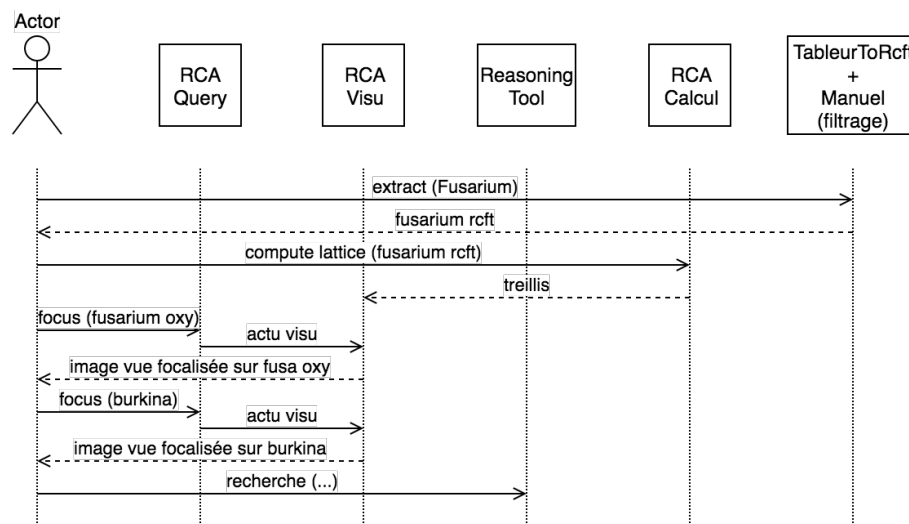 Actor
RCA
Query
RCA
Visu
Reasoning
Tool
RCA
Calcul
TableurToRcft
+
Manuel
(filtrage)
extract (Fusarium)
fusarium rcft
compute lattice (fusarium rcft)
treillis
focus (fusarium oxy)
actu visu
image vue focalisée sur fusa oxy
focus (burkina)
actu visu
image vue focalisée sur burkina
recherche (...)